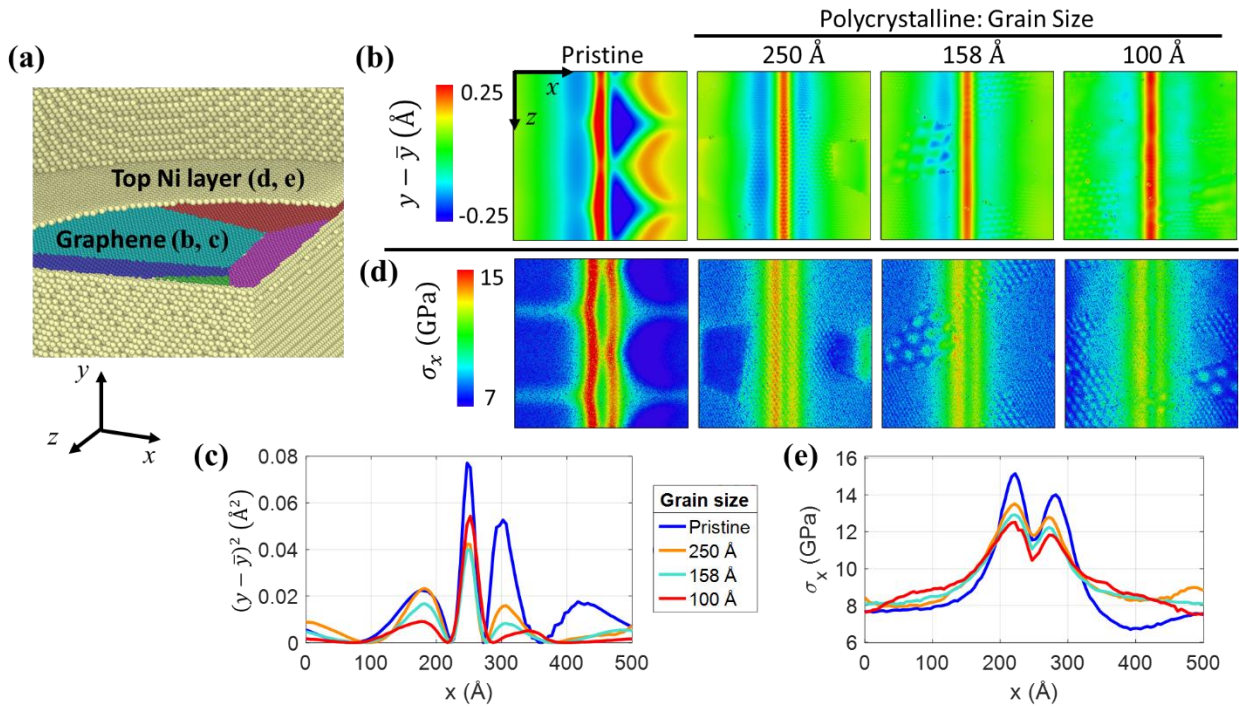 Polycrystalline: Grain Size
(a)
(b)
Pristine
250 Å
158 Å
100 Å
Top Ni layer (d, e)
Graphene (b, c)
y
z
x
y − ȳ (Å)
0.25
-0.25
x
z
(d)
σx (GPa)
15
7
(c)
(y − ȳ)² (Å²)
0.08
0.06
0.04
0.02
0
0 100 200 300 400 500
x (Å)
Grain size
Pristine
250 Å
158 Å
100 Å
(e)
σx (GPa)
16
14
12
10
8
6
0 100 200 300 400 500
x (Å)